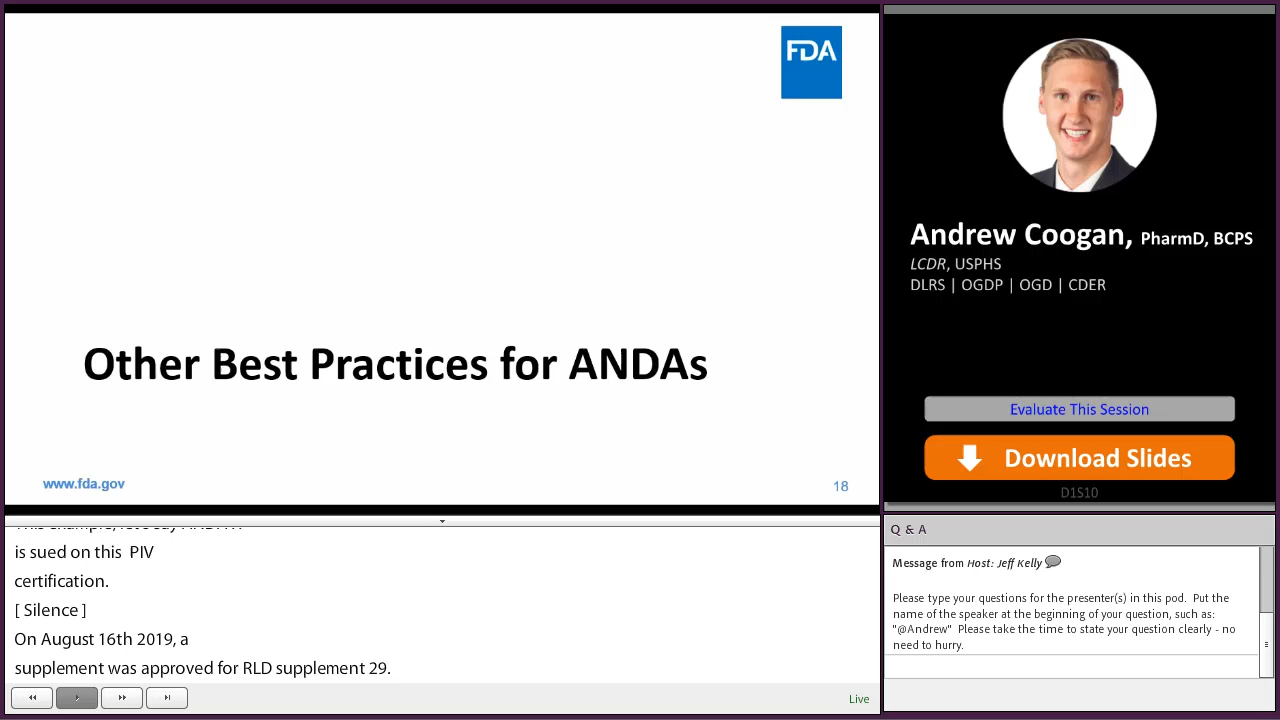 FDA
Other Best Practices for ANDAs
www.fda.gov
18
is sued on this PIV
certification.
[ Silence ]
On August 16th 2019, a
supplement was approved for RLD supplement 29.
Live
Andrew Coogan, PharmD, BCPS
LCDR, USPHS
DLRS | OGDP | OGD | CDER
Evaluate This Session
Download Slides
D1S10
Q & A
Message from Host: Jeff Kelly
Please type your questions for the presenter(s) in this pod. Put the
name of the speaker at the beginning of your question, such as:
"@Andrew" Please take the time to state your question clearly - no
need to hurry.